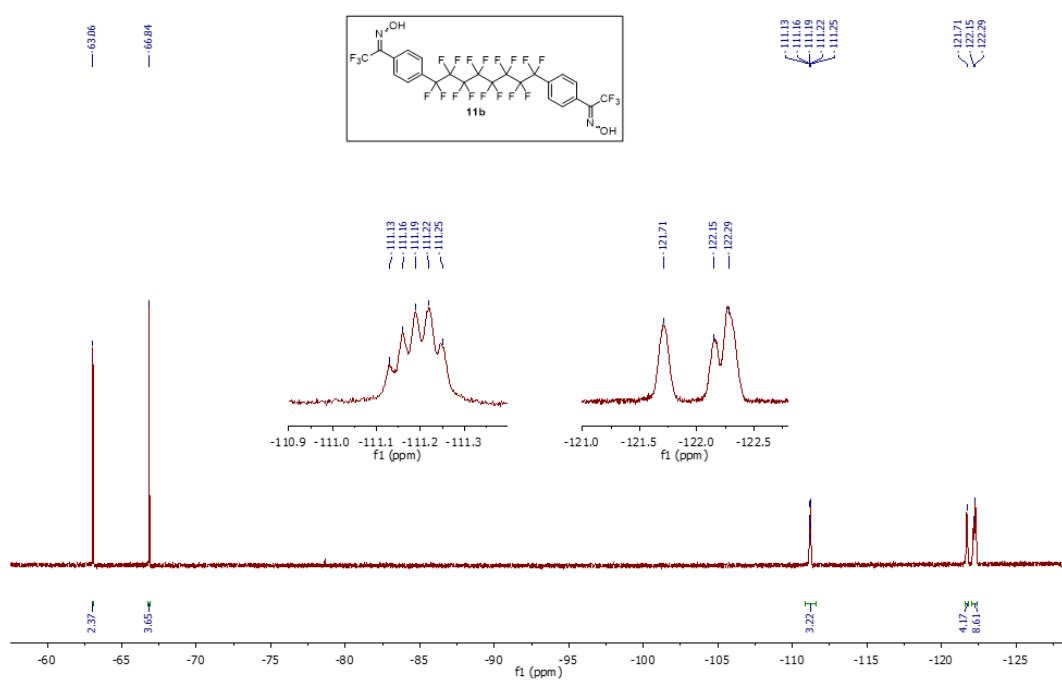 -63.06
-66.84
111.13
111.16
111.19
111.22
111.25
121.71
122.15
122.29
N~OH
F3C
F F F F F F F F
F F F F F F F F
CF3
N~OH
11b
-111.13
-111.16
-111.19
-111.22
-111.25
-121.71
-122.15
-122.29
-110.9 -111.0 -111.1 -111.2 -111.3
f1 (ppm)
-121.0 -121.5 -122.0 -122.5
f1 (ppm)
2.37
3.65
3.22
4.17
8.61
-60 -65 -70 -75 -80 -85 -90 -95 -100 -105 -110 -115 -120 -125
f1 (ppm)